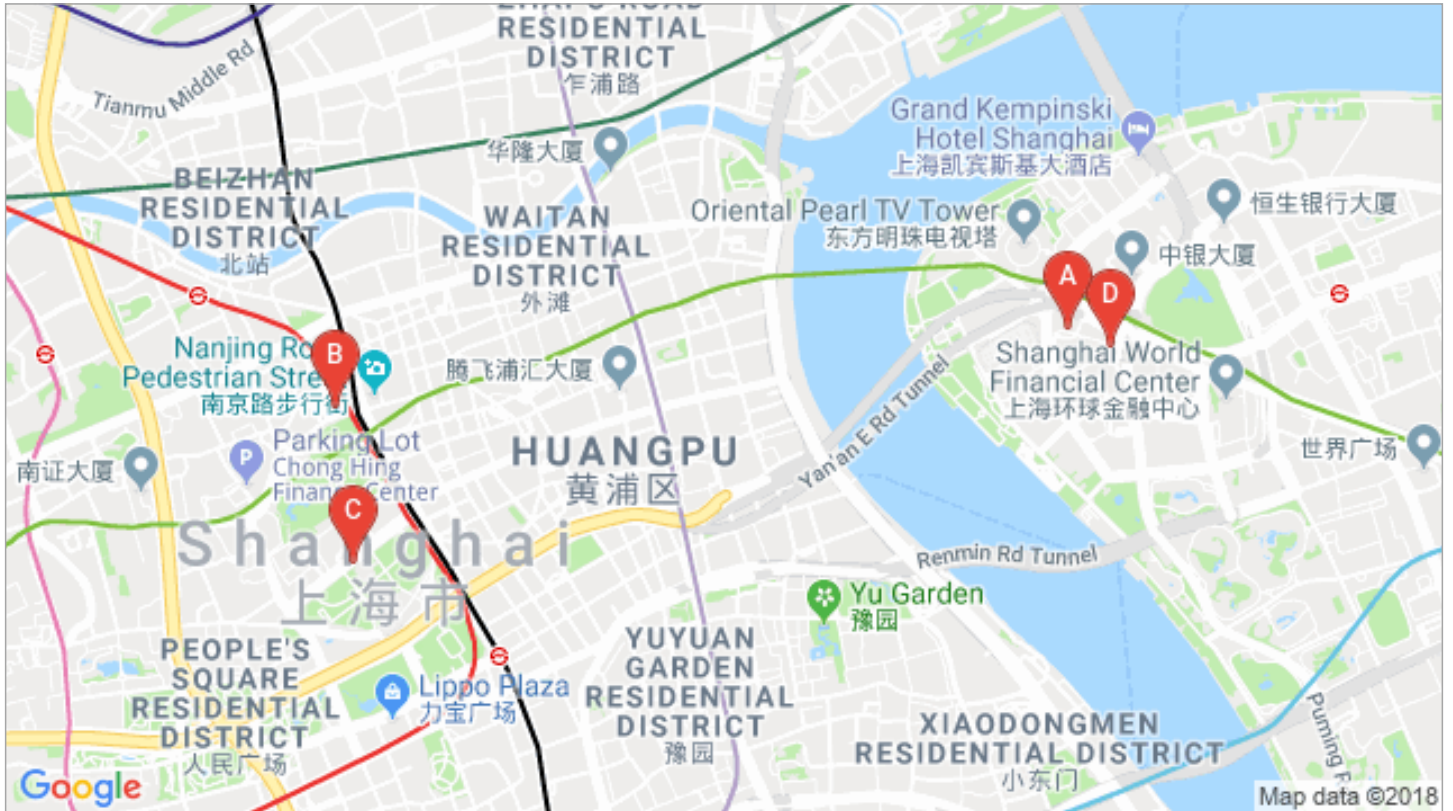 ZHAPU ROAD
RESIDENTIAL
DISTRICT
乍浦路
Tianmu Middle Rd
Grand Kempinski
Hotel Shanghai
上海凯宾斯基大酒店
华隆大厦
BEIZHAN
RESIDENTIAL
DISTRICT
北站
WAITAN
RESIDENTIAL
DISTRICT
外滩
Oriental Pearl TV Tower
东方明珠电视塔
恒生银行大厦
中银大厦
A
D
B
Nanjing Ro
Pedestrian Stre
南京路步行街
腾飞浦汇大厦
Shanghai World
Financial Center
上海环球金融中心
Yan'an E Rd Tunnel
HUANGPU
黄浦区
世界广场
南证大厦
P
Parking Lot
Chong Hing
Finance Center
C
Shanghai
上海市
Renmin Rd Tunnel
Yu Garden
豫园
PEOPLE'S
SQUARE
RESIDENTIAL
DISTRICT
人民广场
Lippo Plaza
力宝广场
YUYUAN
GARDEN
RESIDENTIAL
DISTRICT
豫园
XIAODONGMEN
RESIDENTIAL DISTRICT
小东门
Puming R
Google
Map data ©2018